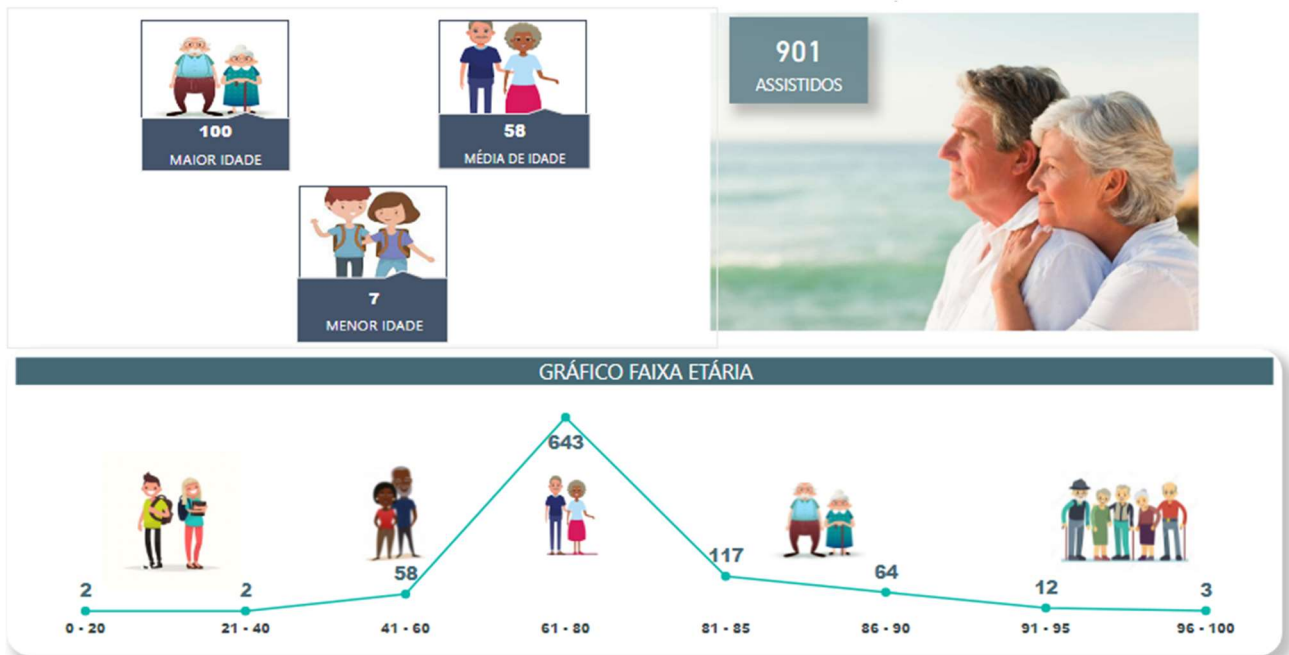 100
MAIOR IDADE
58
MÉDIA DE IDADE
7
MENOR IDADE
901
ASSISTIDOS
GRÁFICO FAIXA ETÁRIA
2
2
58
643
117
64
12
3
0 - 20
21 - 40
41 - 60
61 - 80
81 - 85
86 - 90
91 - 95
96 - 100